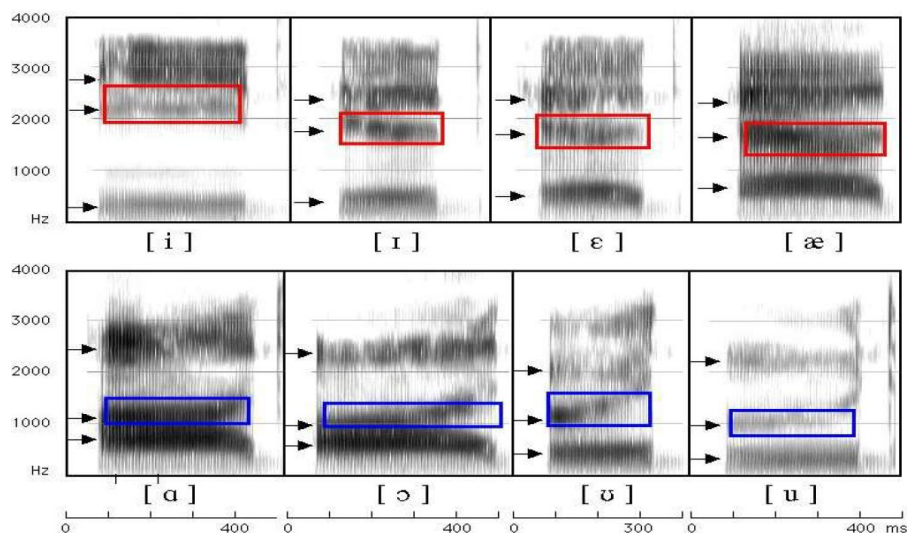 4000
3000
2000
1000
Hz
[ i ] [ ɪ ] [ ɛ ] [ æ ]
4000
3000
2000
1000
Hz
[ ɑ ] [ ɔ ] [ ʊ ] [ u ]
0 400 0 400 0 300 0 400 ms